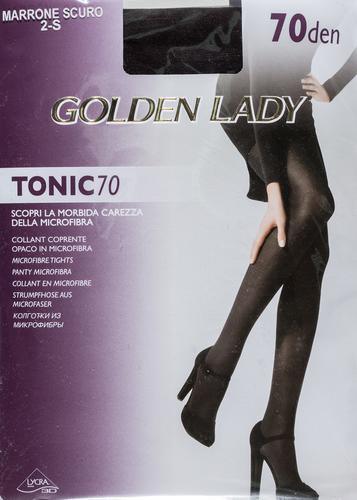 MARRONE SCURO
2-S
70den
GOLDEN LADY
TONIC70
SCOPRI LA MORBIDA CAREZZA
DELLA MICROFIBRA
COLLANT COPRENTE
OPACO IN MICROFIBRA
MICROFIBRE TIGHTS
PANTY MICROFIBRA
COLLANT EN MICROFIBRE
STRUMPFHOSE AUS
MICROFASER
КОЛГОТКИ ИЗ
МИКРОФИБРЫ
LYCRA
3D